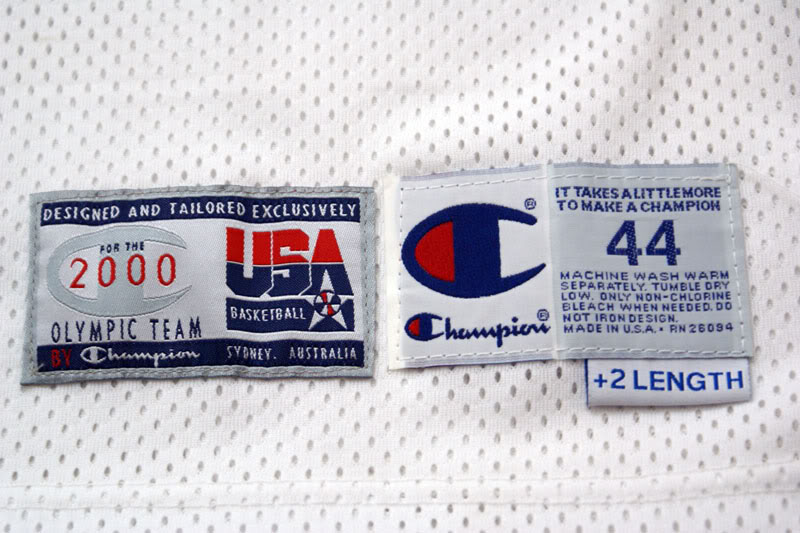 DESIGNED AND TAILORED EXCLUSIVELY
FOR THE
2000
OLYMPIC TEAM
USA
BASKETBALL
BY Champion SYDNEY, AUSTRALIA
C®
Champion®
IT TAKES A LITTLE MORE
TO MAKE A CHAMPION
44
MACHINE WASH WARM
SEPARATELY. TUMBLE DRY
LOW. ONLY NON-CHLORINE
BLEACH WHEN NEEDED. DO
NOT IRON DESIGN.
MADE IN U.S.A. • RN 26094
+2 LENGTH